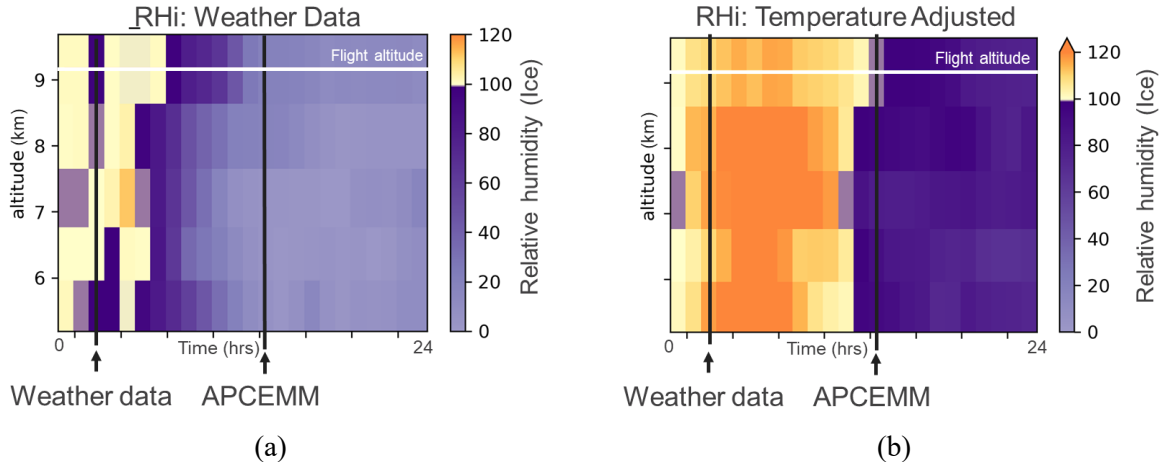 _RHi: Weather Data
Flight altitude
altitude (km)
9
8
7
6
0
Time (hrs)
24
120
100
80
60
40
20
0
Relative humidity (Ice)
Weather data
APCEMM
(a)
RHi: Temperature Adjusted
Flight altitude
altitude (km)
0
Time (hrs)
24
120
100
80
60
40
20
0
Relative humidity (Ice)
Weather data
APCEMM
(b)